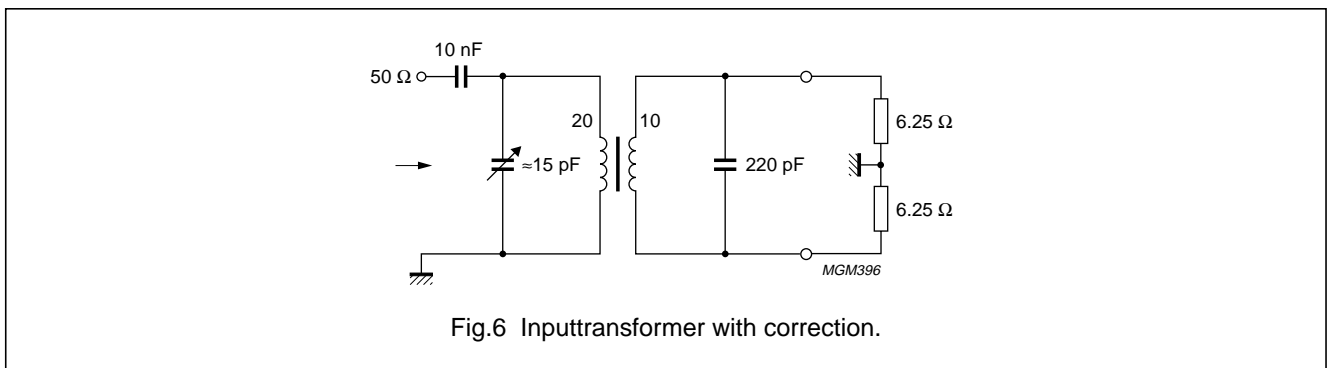 10 nF
50 Ω
20
10
6.25 Ω
≈15 pF
220 pF
6.25 Ω
MGM396
Fig.6 Inputtransformer with correction.